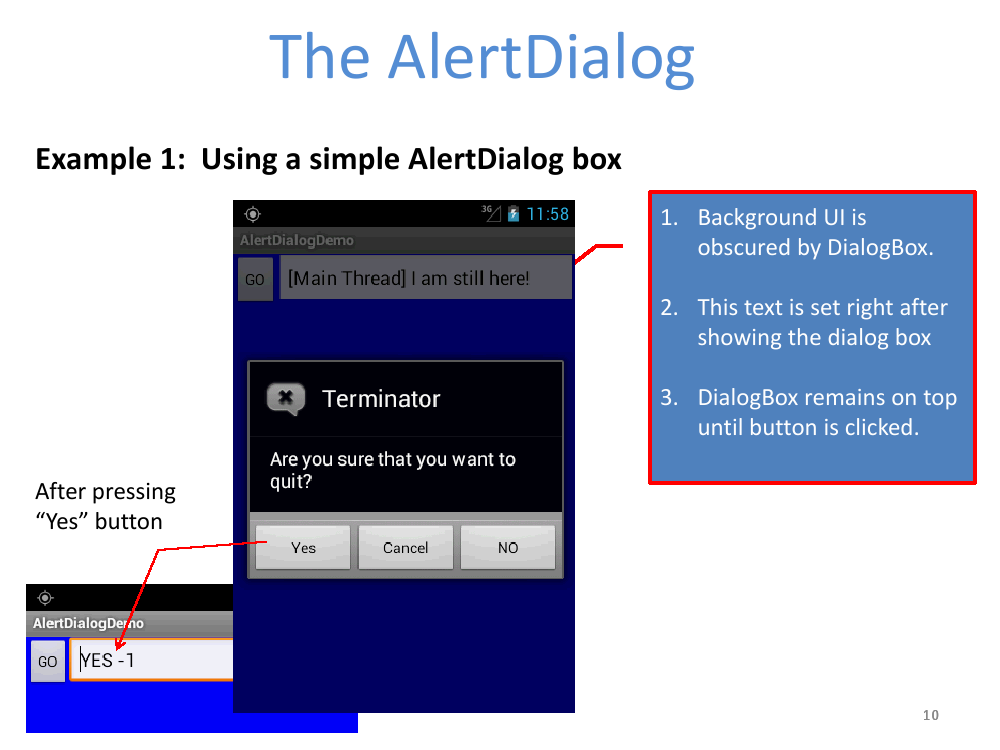 The AlertDialog
Example 1:  Using a simple AlertDialog box
3G 11:58
AlertDialogDemo
GO
[Main Thread] I am still here!
Terminator
Are you sure that you want to
quit?
Yes
Cancel
NO
1. Background UI is
obscured by DialogBox.
2. This text is set right after
showing the dialog box
3. DialogBox remains on top
until button is clicked.
After pressing
“Yes” button
AlertDialogDemo
GO
YES -1
10